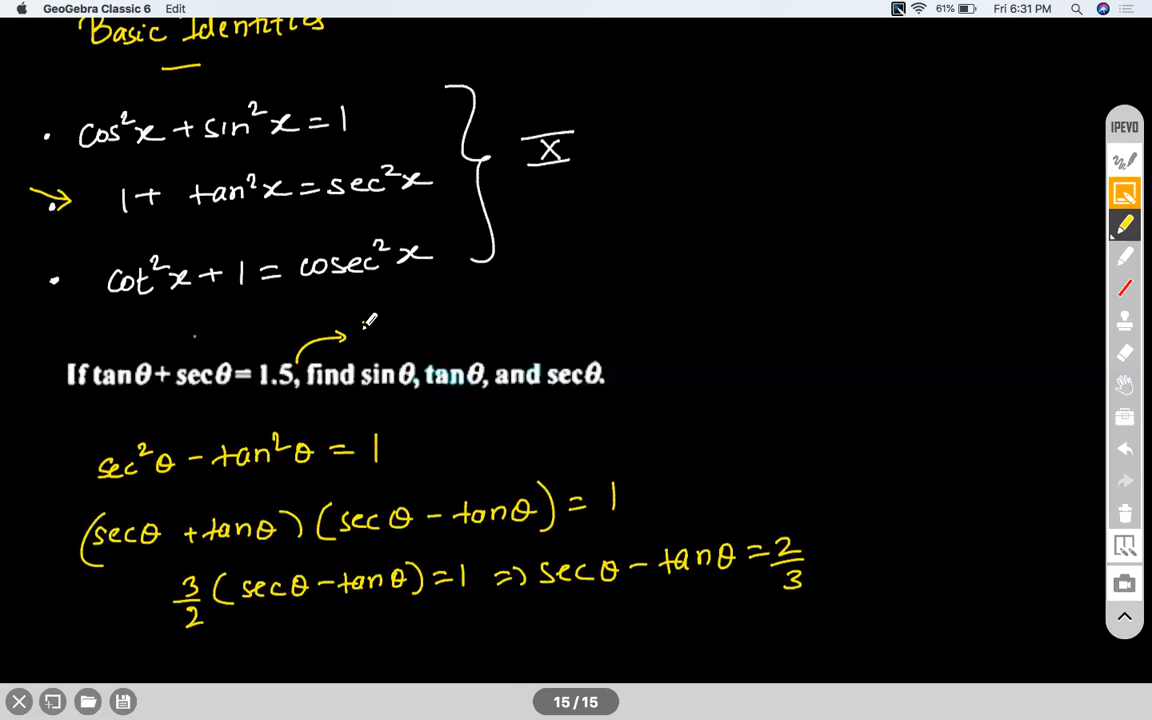 GeoGebra Classic 6 Edit 61% Fri 6:31 PM
Basic Identities
• cos²x + sin²x = 1
• 1 + tan²x = sec²x
X
• cot²x + 1 = cosec²x
If tanθ + secθ = 1.5, find sinθ, tanθ, and secθ.
sec²θ - tan²θ = 1
(secθ + tanθ) (secθ - tanθ) = 1
3/2 (secθ - tanθ) = 1 => secθ - tanθ = 2/3
15 / 15
IPEVO